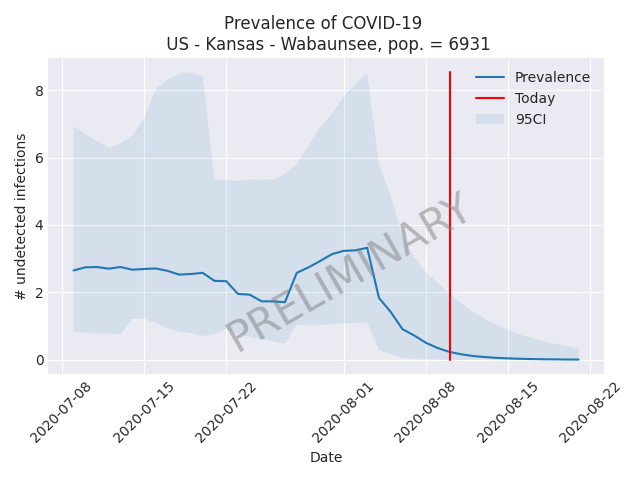 Prevalence of COVID-19
US - Kansas - Wabaunsee, pop. = 6931
Prevalence
Today
95CI
8
6
4
2
0
# undetected infections
PRELIMINARY
2020-07-08
2020-07-15
2020-07-22
2020-08-01
2020-08-08
2020-08-15
2020-08-22
Date